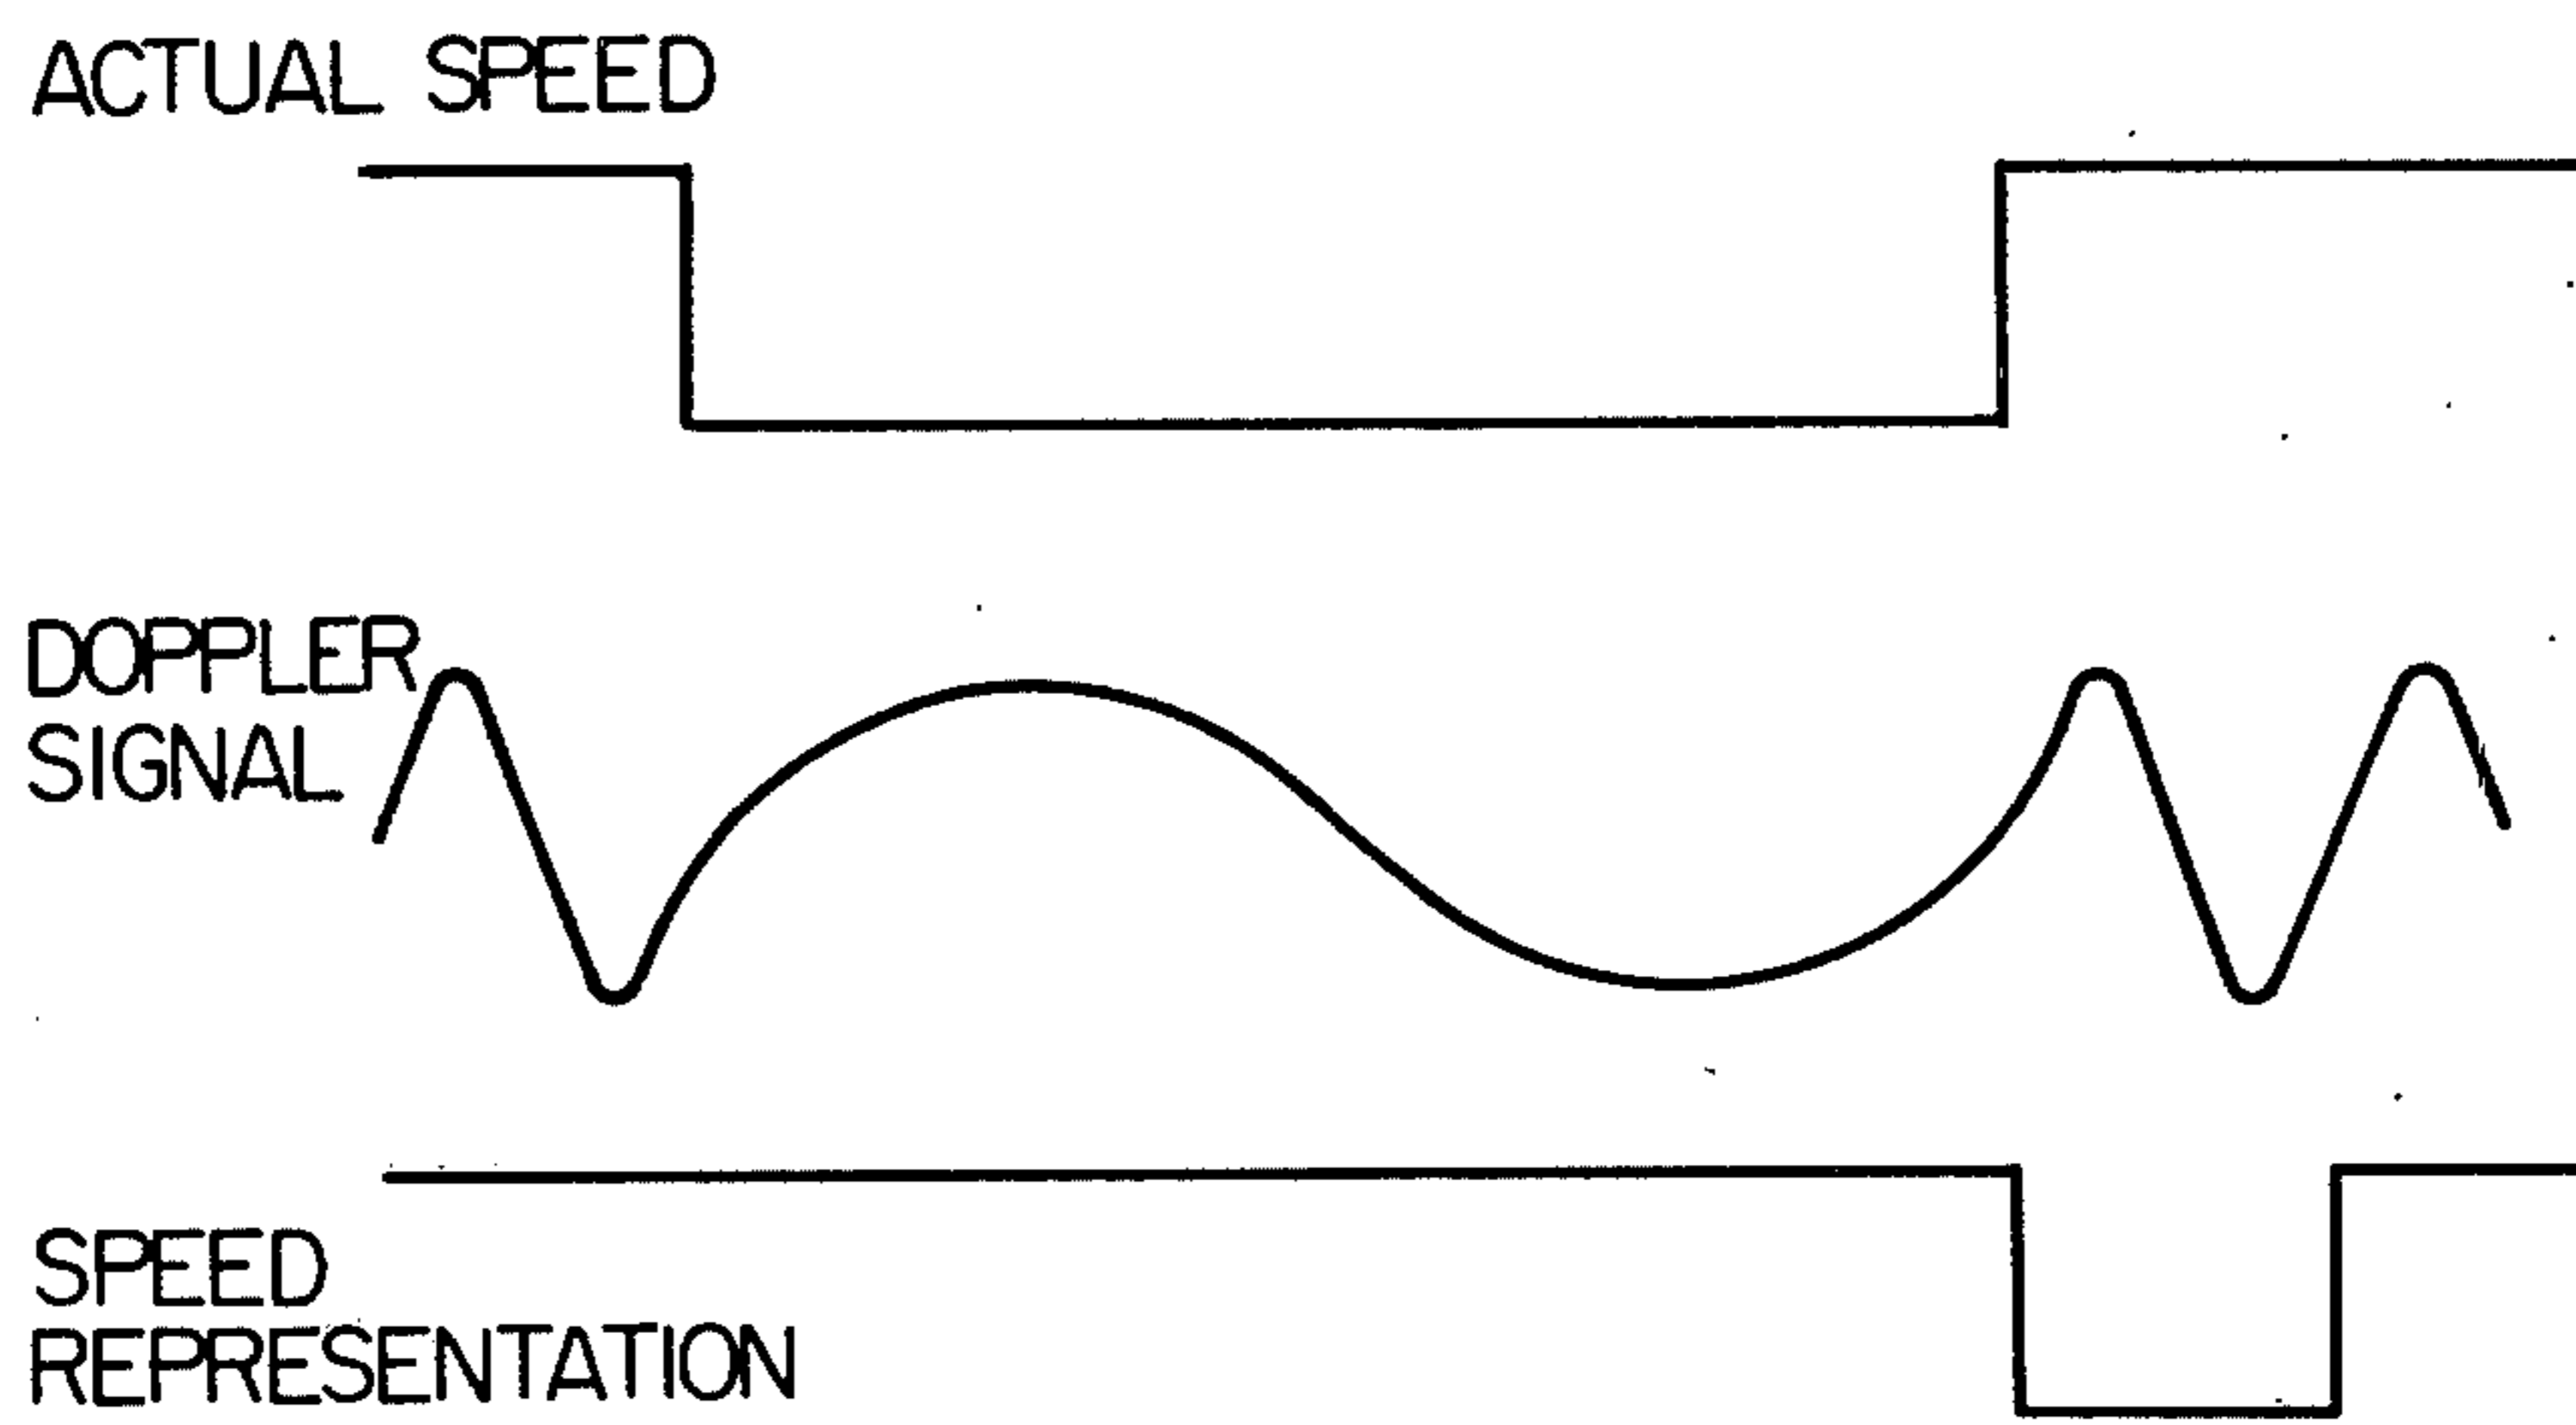 ACTUAL SPEED
DOPPLER
SIGNAL
SPEED
REPRESENTATION